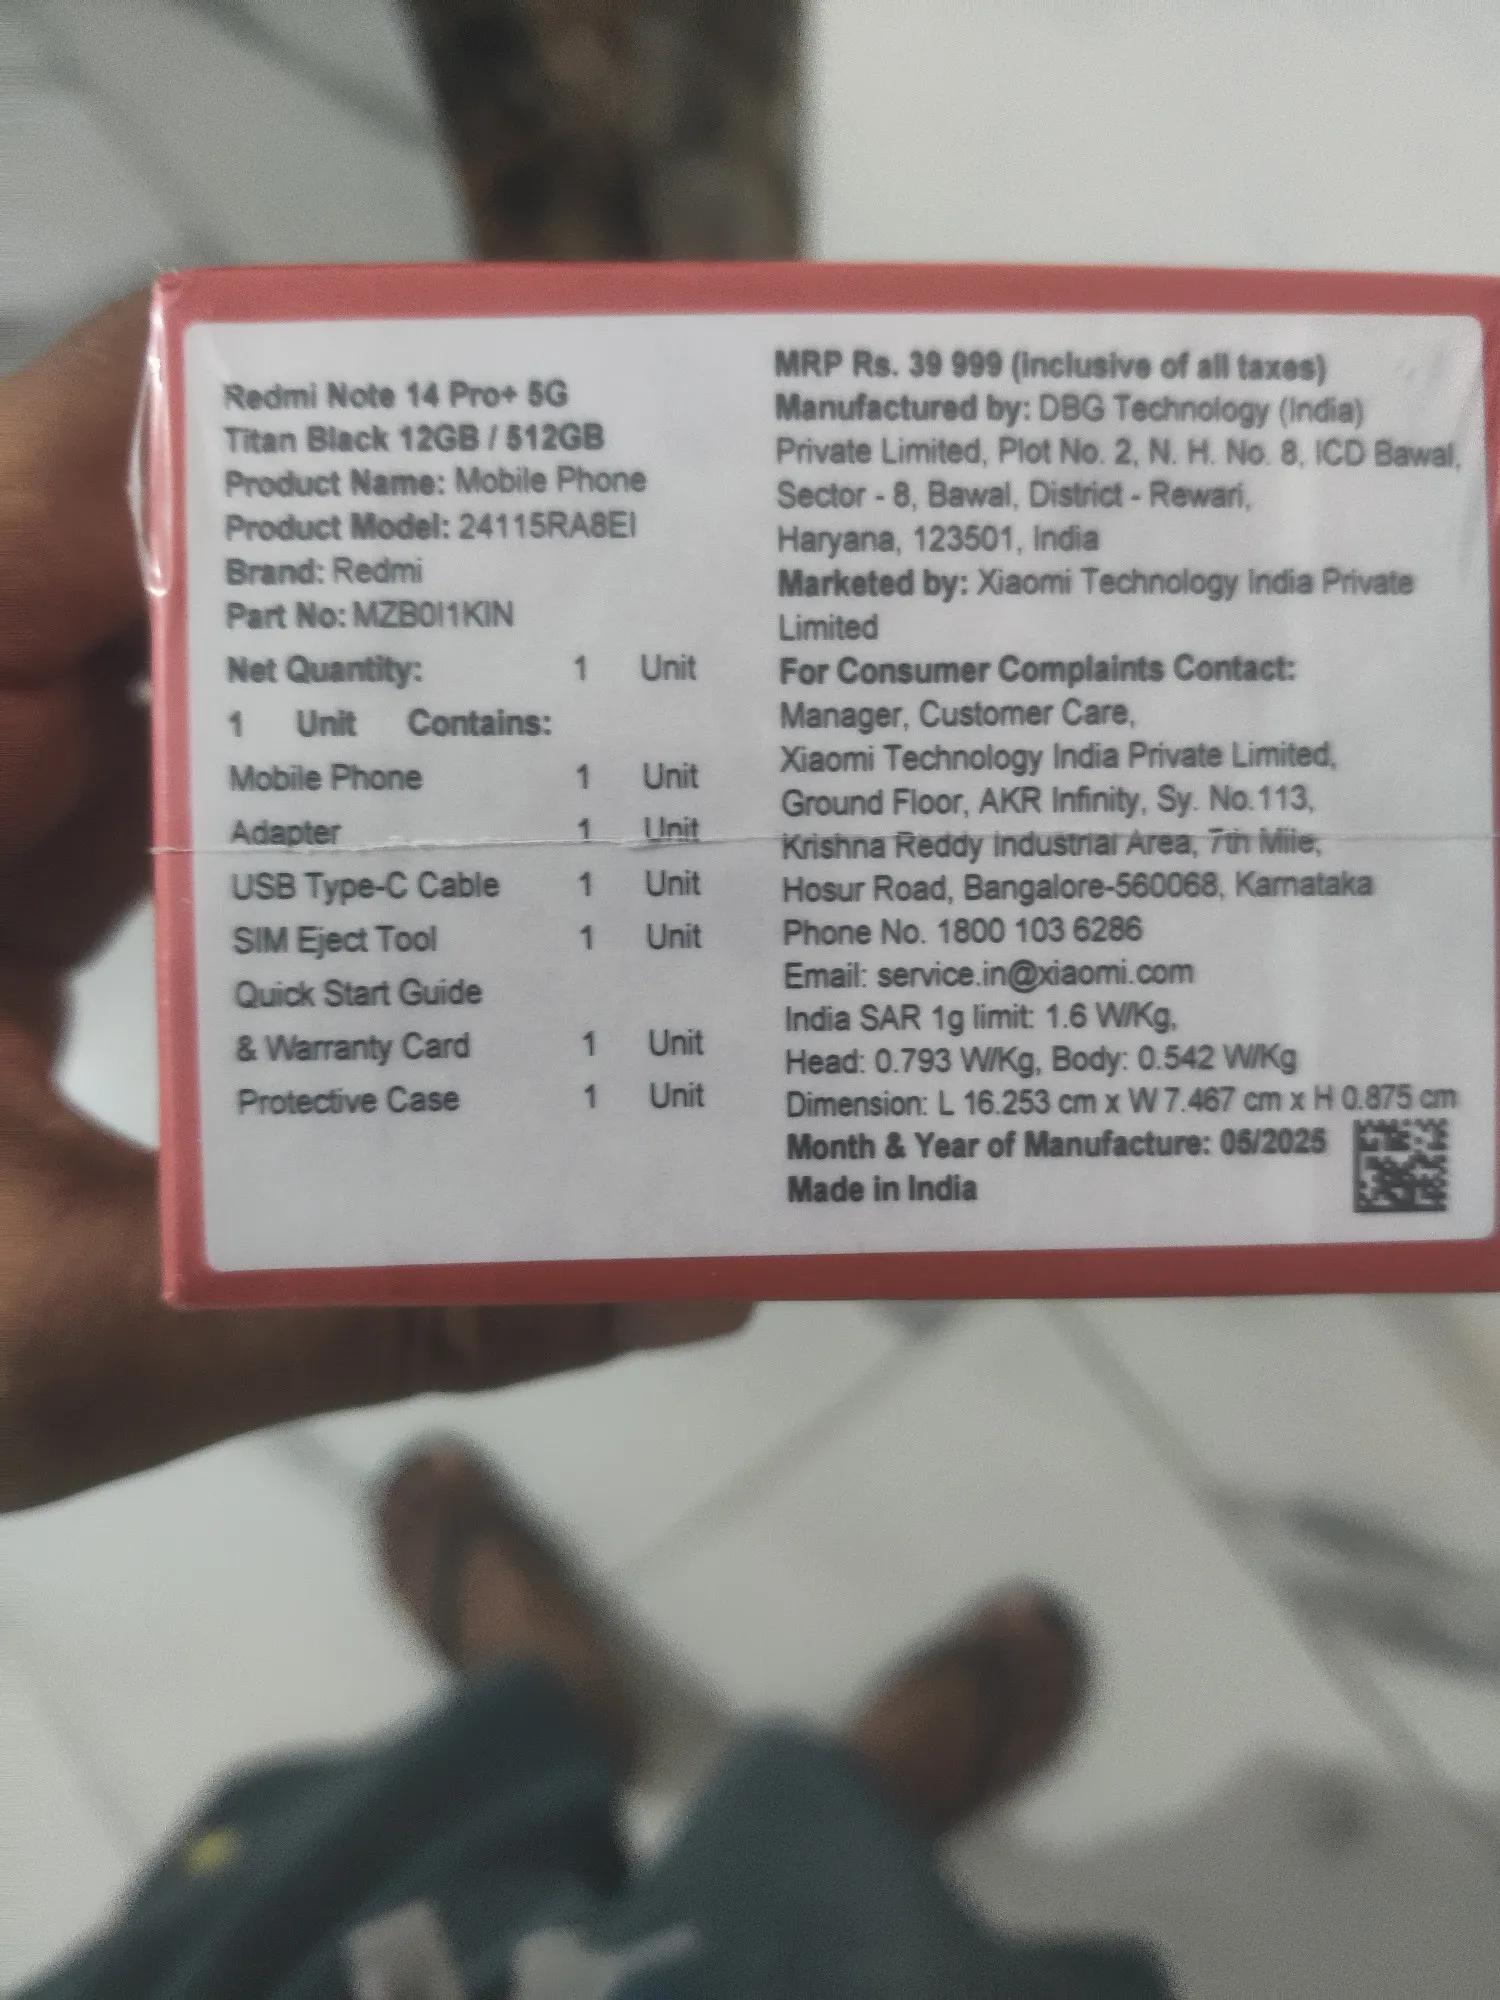 Redmi Note 14 Pro+ 5G
Titan Black 12GB / 512GB
Product Name: Mobile Phone
Product Model: 24115RA8EI
Brand: Redmi
Part No: MZB0I1KIN
Net Quantity: 1 Unit
1 Unit Contains:
Mobile Phone 1 Unit
Adapter 1 Unit
USB Type-C Cable 1 Unit
SIM Eject Tool 1 Unit
Quick Start Guide
& Warranty Card 1 Unit
Protective Case 1 Unit
MRP Rs. 39 999 (inclusive of all taxes)
Manufactured by: DBG Technology (India)
Private Limited, Plot No. 2, N. H. No. 8, ICD Bawal,
Sector - 8, Bawal, District - Rewari,
Haryana, 123501, India
Marketed by: Xiaomi Technology India Private
Limited
For Consumer Complaints Contact:
Manager, Customer Care,
Xiaomi Technology India Private Limited,
Ground Floor, AKR Infinity, Sy. No.113,
Krishna Reddy Industrial Area, 7th Mile,
Hosur Road, Bangalore-560068, Karnataka
Phone No. 1800 103 6286
Email: service.in@xiaomi.com
India SAR 1g limit: 1.6 W/Kg,
Head: 0.793 W/Kg, Body: 0.542 W/Kg
Dimension: L 16.253 cm x W 7.467 cm x H 0.875 cm
Month & Year of Manufacture: 05/2025
Made in India